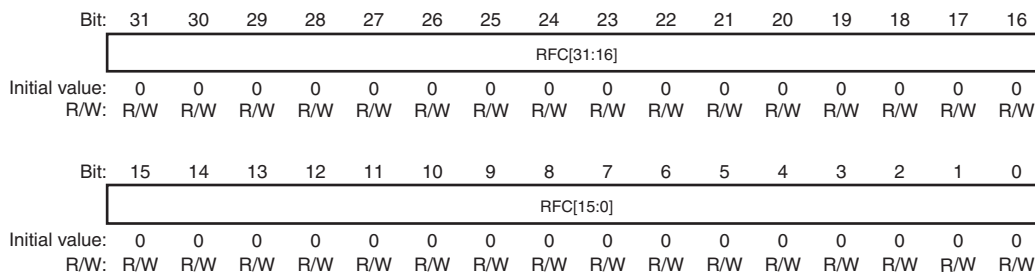 Bit: 31 30 29 28 27 26 25 24 23 22 21 20 19 18 17 16
RFC[31:16]
Initial value: 0 0 0 0 0 0 0 0 0 0 0 0 0 0 0 0
R/W: R/W R/W R/W R/W R/W R/W R/W R/W R/W R/W R/W R/W R/W R/W R/W R/W
Bit: 15 14 13 12 11 10 9 8 7 6 5 4 3 2 1 0
RFC[15:0]
Initial value: 0 0 0 0 0 0 0 0 0 0 0 0 0 0 0 0
R/W: R/W R/W R/W R/W R/W R/W R/W R/W R/W R/W R/W R/W R/W R/W R/W R/W